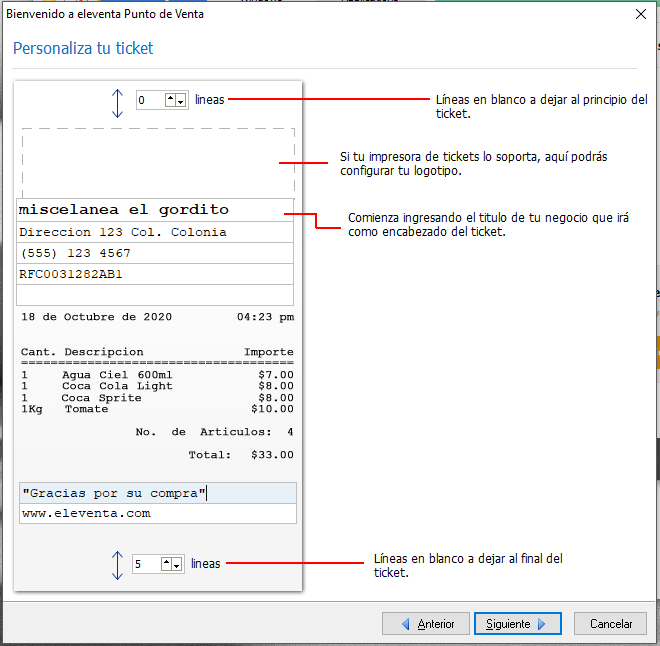 Bienvenido a eleventa Punto de Venta
Personaliza tu ticket
0 lineas
Líneas en blanco a dejar al principio del
ticket.
Si tu impresora de tickets lo soporta, aquí podrás
configurar tu logotipo.
miscelanea el gordito
Comienza ingresando el titulo de tu negocio que irá
como encabezado del ticket.
Direccion 123 Col. Colonia
(555) 123 4567
RFC0031282AB1
18 de Octubre de 2020 04:23 pm
Cant. Descripcion Importe
======================================
1 Agua Ciel 600ml $7.00
1 Coca Cola Light $8.00
1 Coca Sprite $8.00
1Kg Tomate $10.00
No. de Articulos: 4
Total: $33.00
"Gracias por su compra"
www.eleventa.com
5 lineas
Líneas en blanco a dejar al final del
ticket.
Anterior Siguiente Cancelar